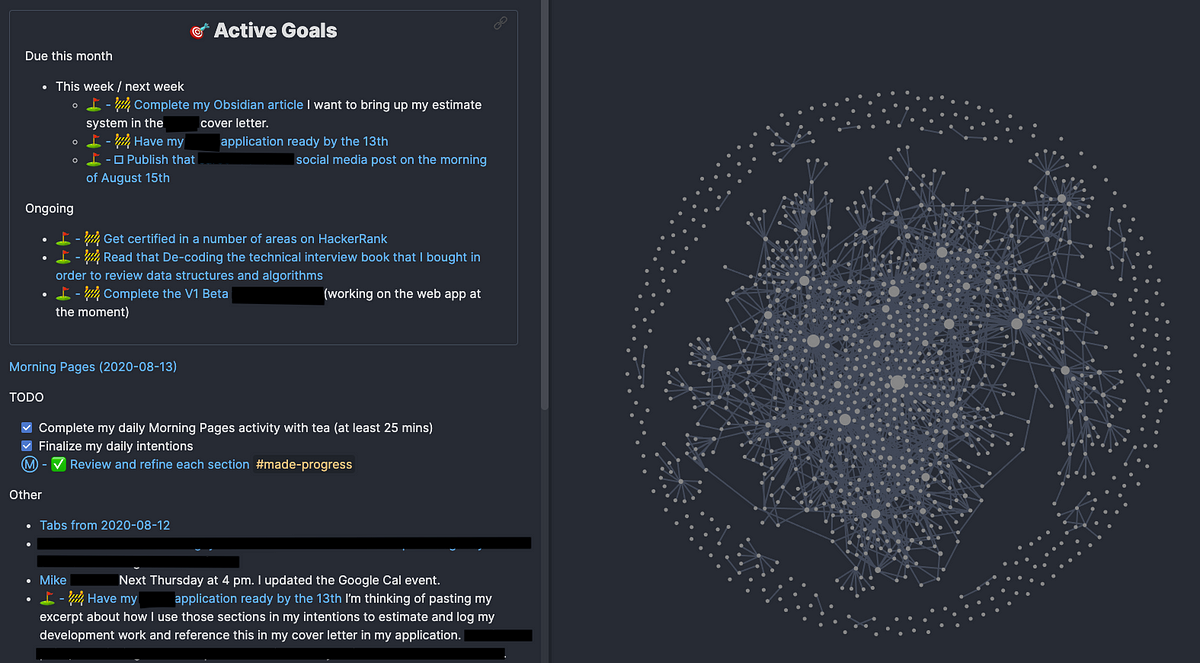 🎯 Active Goals
Due this month
This week / next week
⛳ - 🚧 Complete my Obsidian article I want to bring up my estimate
system in the cover letter.
⛳ - 🚧 Have my application ready by the 13th
⛳ - ☐ Publish that social media post on the morning
of August 15th
Ongoing
⛳ - 🚧 Get certified in a number of areas on HackerRank
⛳ - 🚧 Read that De-coding the technical interview book that I bought in
order to review data structures and algorithms
⛳ - 🚧 Complete the V1 Beta (working on the web app at
the moment)
Morning Pages (2020-08-13)
TODO
Complete my daily Morning Pages activity with tea (at least 25 mins)
Finalize my daily intentions
Ⓜ - ✅ Review and refine each section #made-progress
Other
Tabs from 2020-08-12
Mike Next Thursday at 4 pm. I updated the Google Cal event.
⛳ - 🚧 Have my application ready by the 13th I'm thinking of pasting my
excerpt about how I use those sections in my intentions to estimate and log my
development work and reference this in my cover letter in my application.